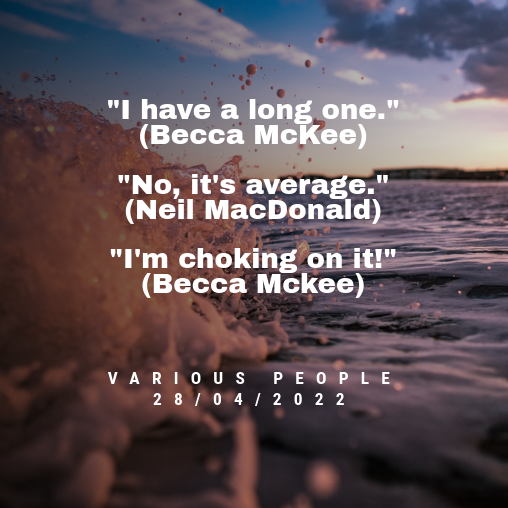 "I have a long one."
(Becca McKee)
"No, it's average."
(Neil MacDonald)
"I'm choking on it!"
(Becca Mckee)
VARIOUS PEOPLE
28/04/2022